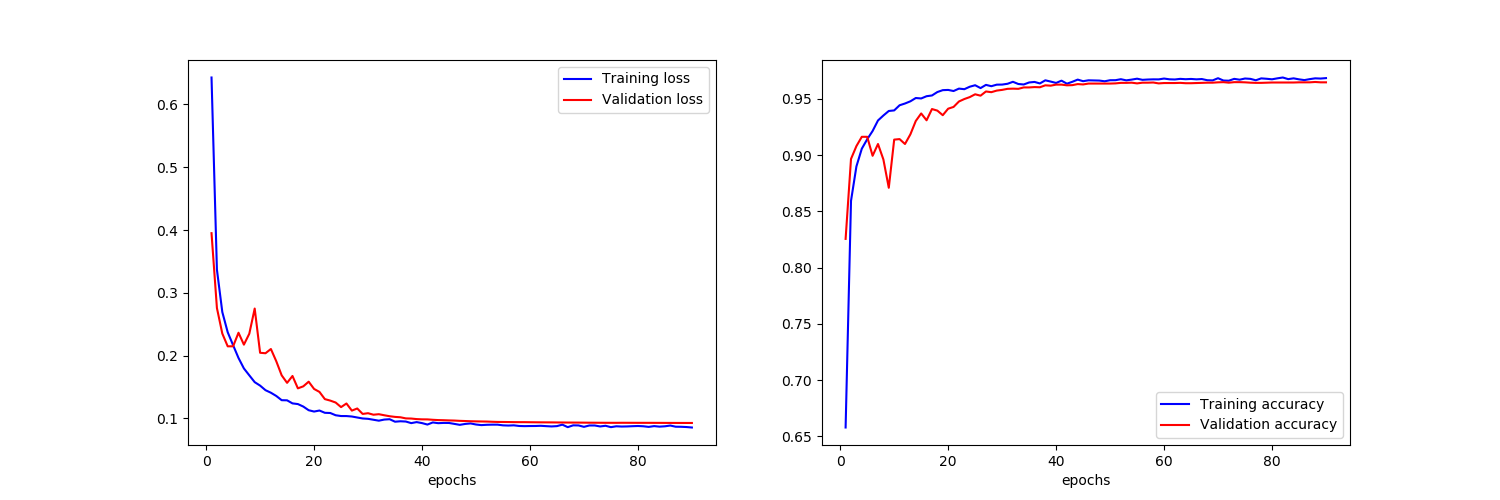 Training loss
Validation loss
0.6
0.5
0.4
0.3
0.2
0.1
0 20 40 60 80
epochs
0.95
0.90
0.85
0.80
0.75
0.70
0.65
Training accuracy
Validation accuracy
0 20 40 60 80
epochs